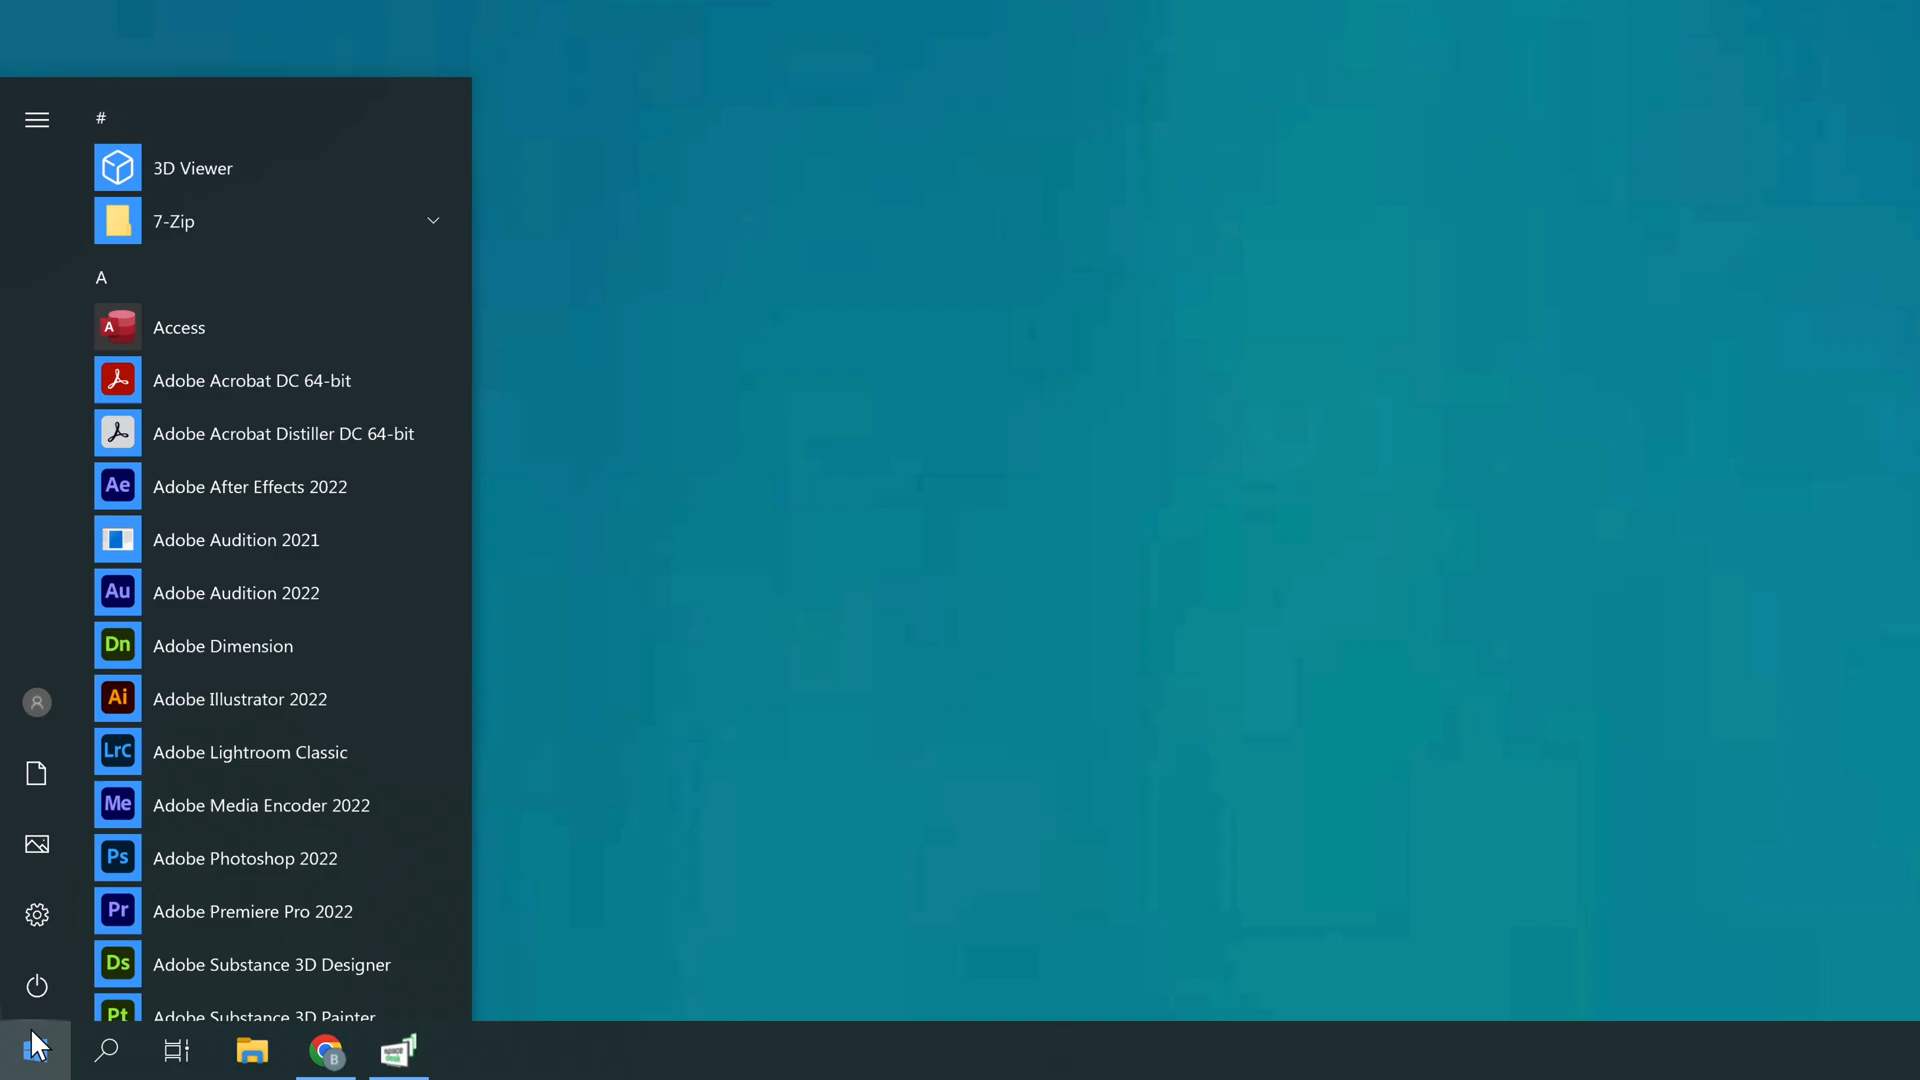 #
3D Viewer
7-Zip
A
A Access
Adobe Acrobat DC 64-bit
Adobe Acrobat Distiller DC 64-bit
Ae Adobe After Effects 2022
Adobe Audition 2021
Au Adobe Audition 2022
Dn Adobe Dimension
Ai Adobe Illustrator 2022
LrC Adobe Lightroom Classic
Me Adobe Media Encoder 2022
Ps Adobe Photoshop 2022
Pr Adobe Premiere Pro 2022
Ds Adobe Substance 3D Designer
Pt Adobe Substance 3D Painter
B
space
desk